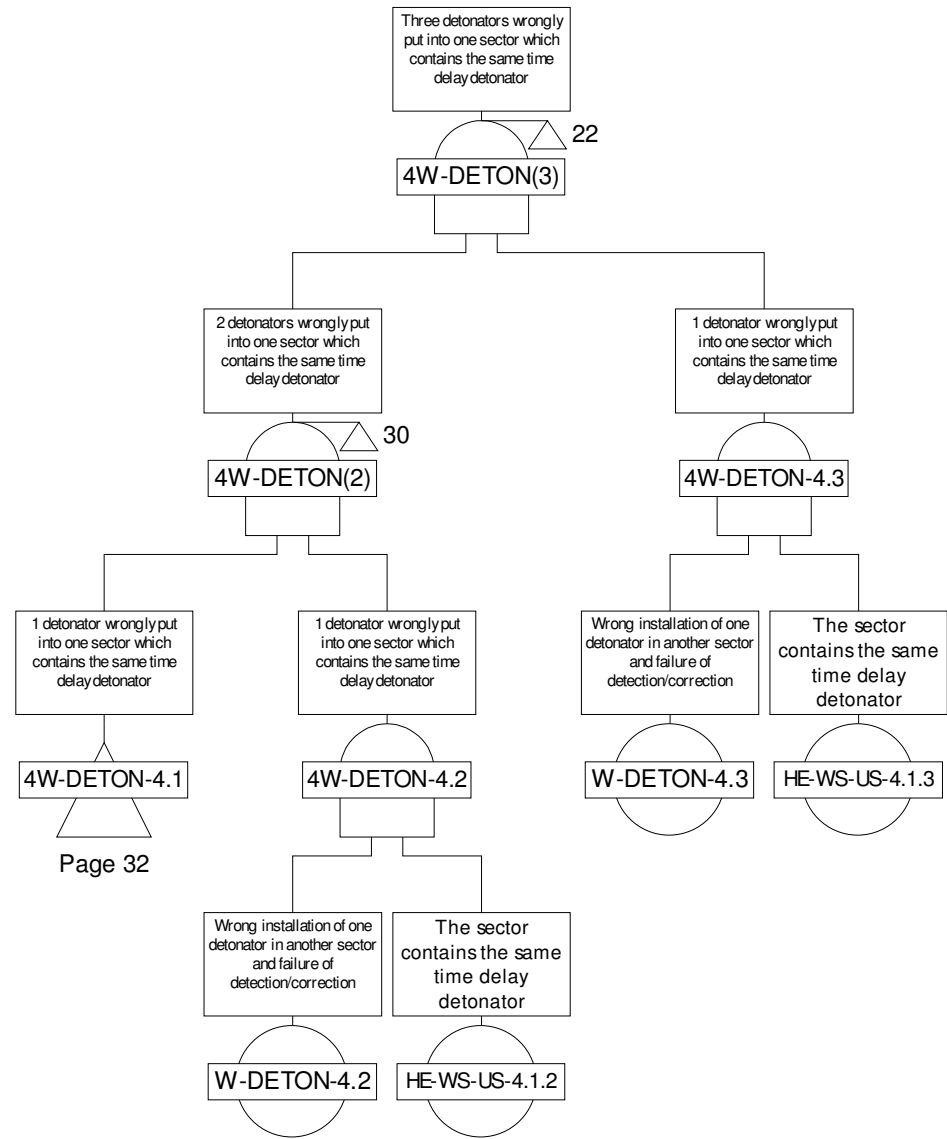 Three detonators wrongly
put into one sector which
contains the same time
delay detonator
22
4W-DETON(3)
2 detonators wrongly put
into one sector which
contains the same time
delay detonator
30
4W-DETON(2)
1 detonator wrongly put
into one sector which
contains the same time
delay detonator
4W-DETON-4.3
1 detonator wrongly put
into one sector which
contains the same time
delay detonator
4W-DETON-4.1
Page 32
1 detonator wrongly put
into one sector which
contains the same time
delay detonator
4W-DETON-4.2
Wrong installation of one
detonator in another sector
and failure of
detection/correction
W-DETON-4.3
The sector
contains the same
time delay
detonator
HE-WS-US-4.1.3
Wrong installation of one
detonator in another sector
and failure of
detection/correction
W-DETON-4.2
The sector
contains the same
time delay
detonator
HE-WS-US-4.1.2